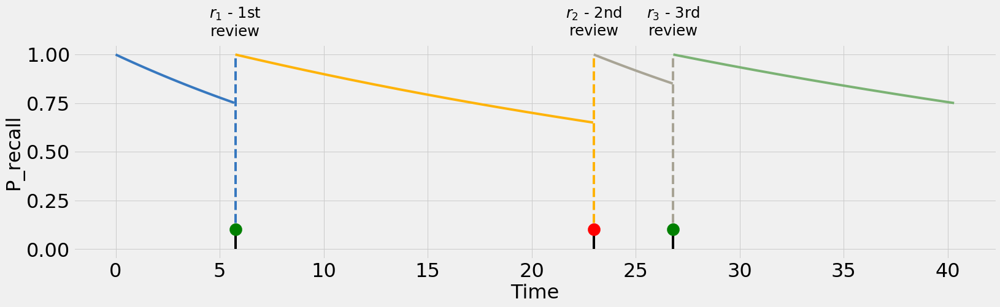 r₁ - 1st
review
r₂ - 2nd
review
r₃ - 3rd
review
1.00
0.75
0.50
0.25
0.00
P_recall
0 5 10 15 20 25 30 35 40
Time